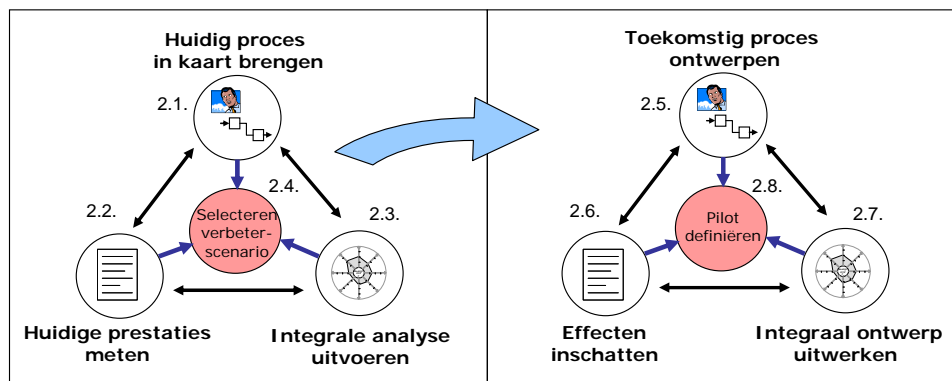 Huidig proces
in kaart brengen
2.1.
2.4.
2.2.
2.3.
Selecteren
verbeter-
scenario
Huidige prestaties
meten
Integrale analyse
uitvoeren
Toekomstig proces
ontwerpen
2.5.
2.8.
2.6.
2.7.
Pilot
definiëren
Effecten
inschatten
Integraal ontwerp
uitwerken